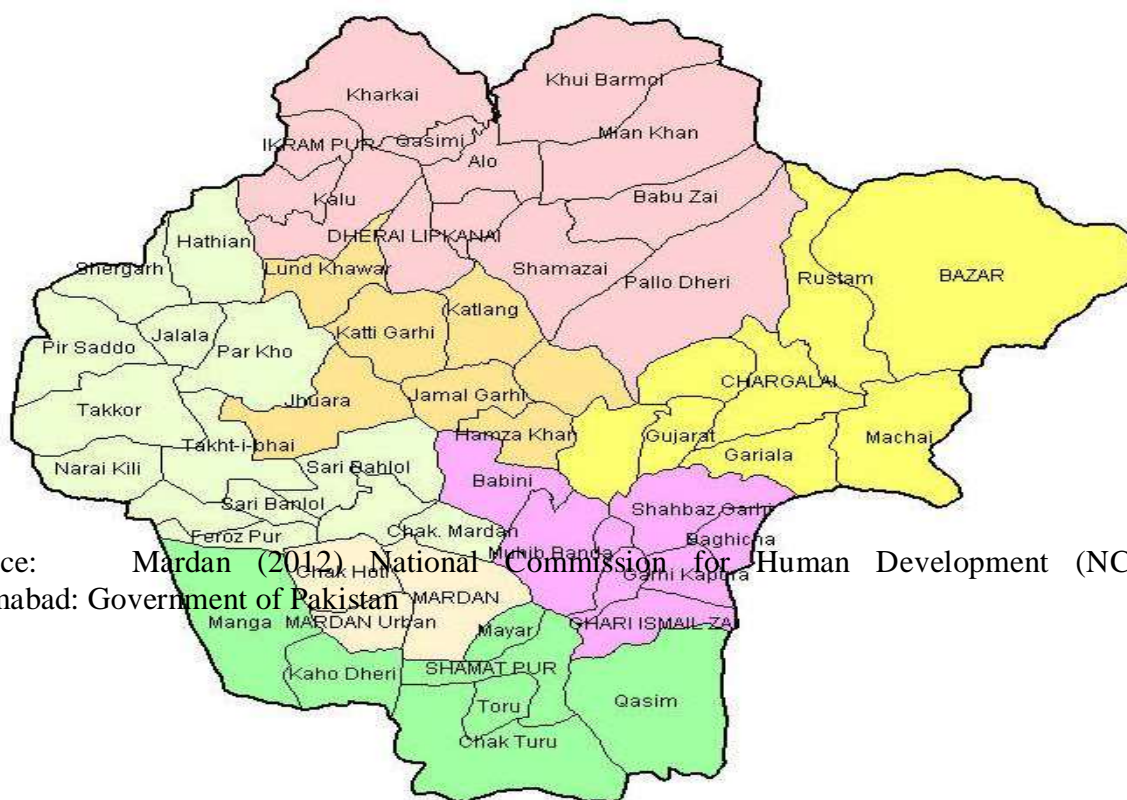 Khui Barmol
Kharkai
Mian Khan
IKRAM PUR
Qasimi
Alo
Kalu
Babu Zai
Hathian
DHERAI LIPKANAI
Shergarh
Lund Khawar
Shamazai
Pallo Dheri
Rustam
BAZAR
Jalala
Katti Garhi
Katlang
Pir Saddo
Par Kho
CHARGALAI
Takkor
Jhuara
Jamal Garhi
Takht-i-bhai
Hamza Khan
Gujarat
Machai
Narai Kili
Sari Bahlol
Gariala
Babini
Sari Banlol
Shahbaz Garhi
Feroz Pur
Chak. Mardan
Baghicha
Muhib Banda
ce: Mardan (2012) National Commission for Human Development (NC
Chak Hoti
Garhi Kapura
nabad: Government of Pakistan
MARDAN
Manga
MARDAN Urban
Mayar
GHARI ISMAIL ZAI
Kaho Dheri
SHAMAT PUR
Qasim
Toru
Chak Turu